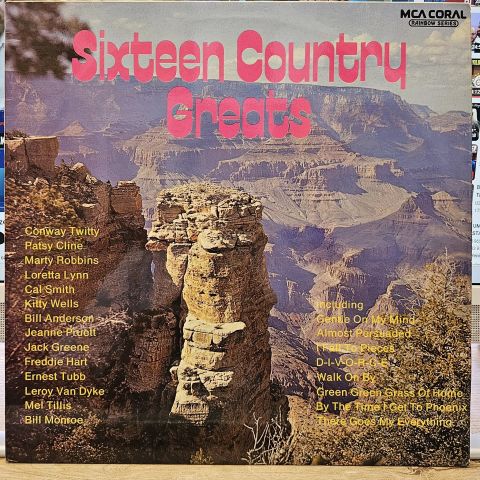 MCA CORAL
RAINBOW SERIES
Sixteen Country
Greats
Conway Twitty
Patsy Cline
Marty Robbins
Loretta Lynn
Cal Smith
Kitty Wells
Bill Anderson
Jeanne Pruett
Jack Greene
Freddie Hart
Ernest Tubb
Leroy Van Dyke
Mel Tillis
Bill Monroe
Including
Gentle On My Mind
Almost Persuaded
I Fall To Pieces
D-I-V-O-R-C-E
Walk On By
Green Green Grass Of Home
By The Time I Get To Phoenix
There Goes My Everything